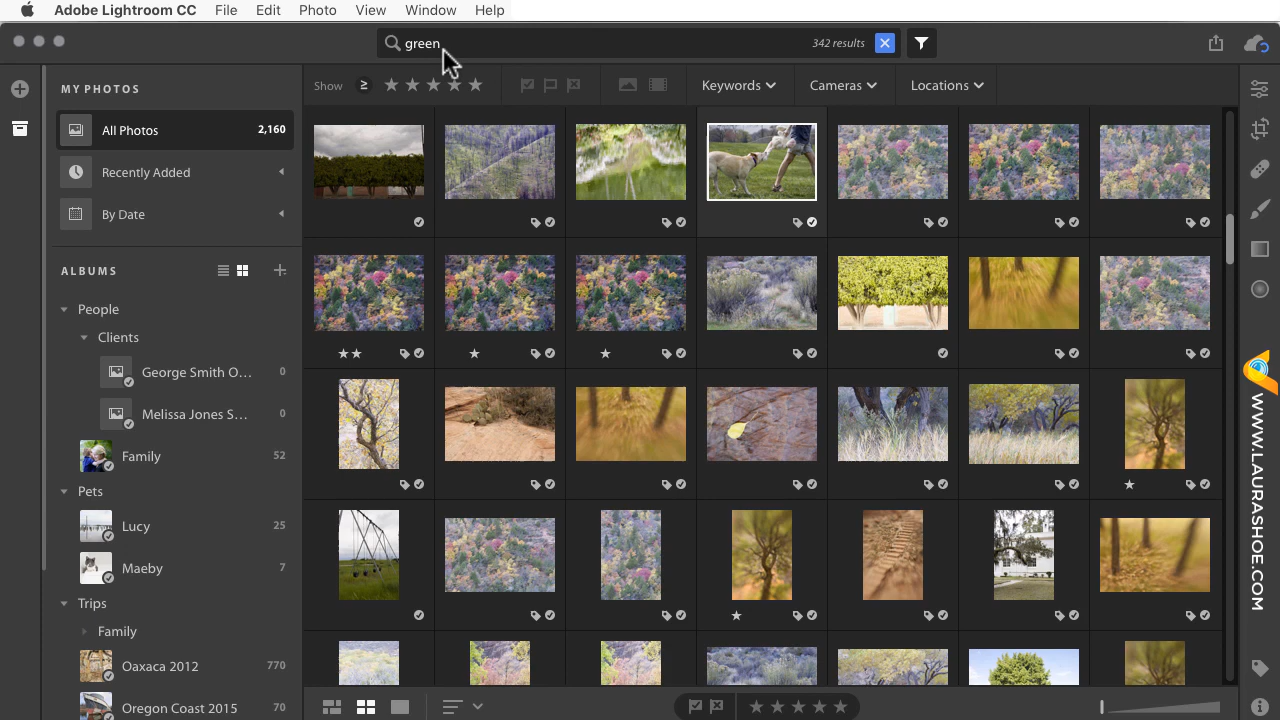 Adobe Lightroom CC File Edit Photo View Window Help
green 342 results
MY PHOTOS
Show ≥ Keywords Cameras Locations
All Photos 2,160
Recently Added
By Date
ALBUMS
People
Clients
George Smith O... 0
Melissa Jones S... 0
Family 52
Pets
Lucy 25
Maeby 7
Trips
Family
Oaxaca 2012 770
Oregon Coast 2015 70
WWW.LAURASHOE.COM